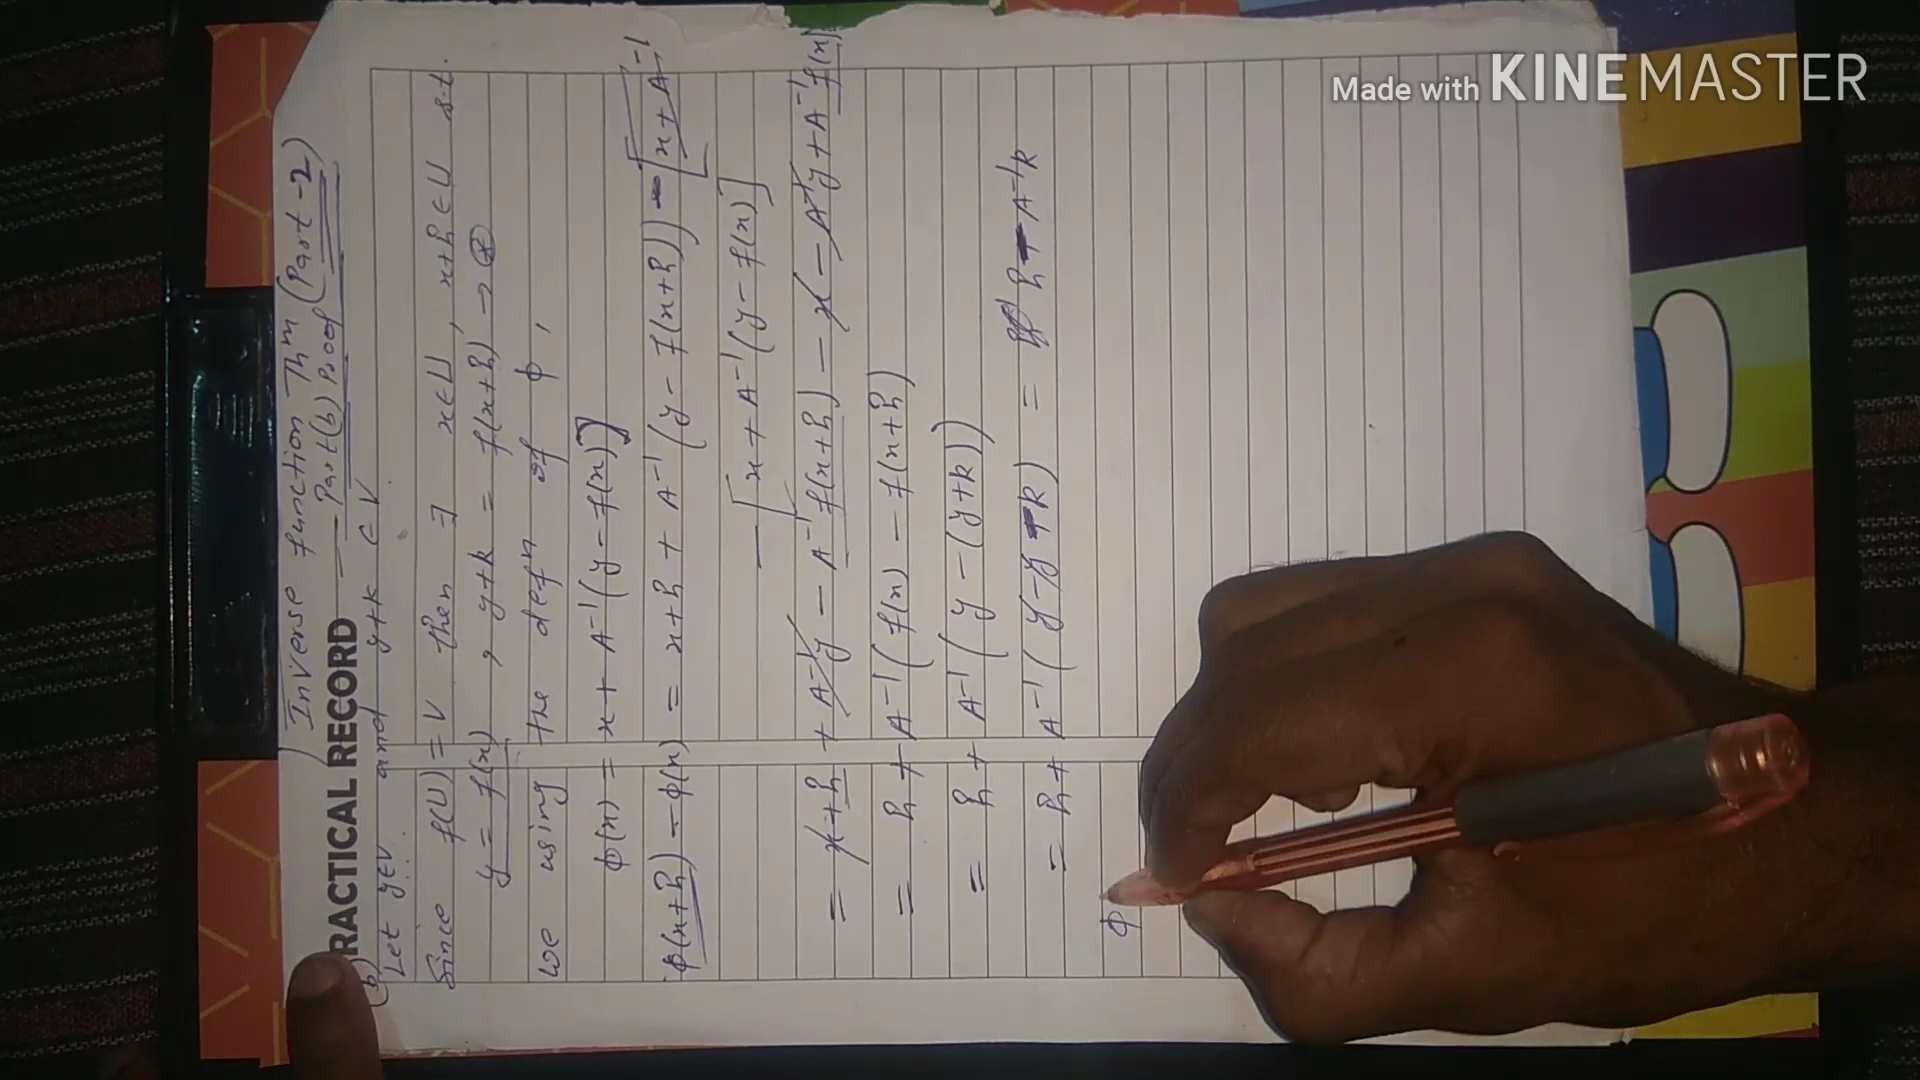 Made with KINEMASTER
Inverse function Thm (Part-2)
PRACTICAL RECORD
Part (b) Proof
(b)
Let y∈V and y+k ∈ V
Since f(U) = V then ∃ x∈U, x+h∈U s.t.
y = f(x), y+k = f(x+h) → ⊛
we using the defn of ϕ,
ϕ(x) = x + A⁻¹(y - f(x))
ϕ(x+h) - ϕ(x) = x+h + A⁻¹(y - f(x+h)) - [x + A⁻¹
- [x + A⁻¹(y - f(x)]
= x+h + A⁻¹y - A⁻¹f(x+h) - x - A⁻¹y + A⁻¹f(x)
= h + A⁻¹(f(x) - f(x+h)
= h + A⁻¹(y - (y+k))
= h + A⁻¹(y - y - k) = h - A⁻¹k
ϕ